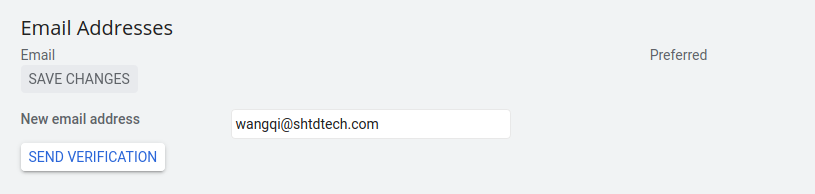 Email Addresses
Email Preferred
SAVE CHANGES
New email address wangqi@shtdtech.com
SEND VERIFICATION